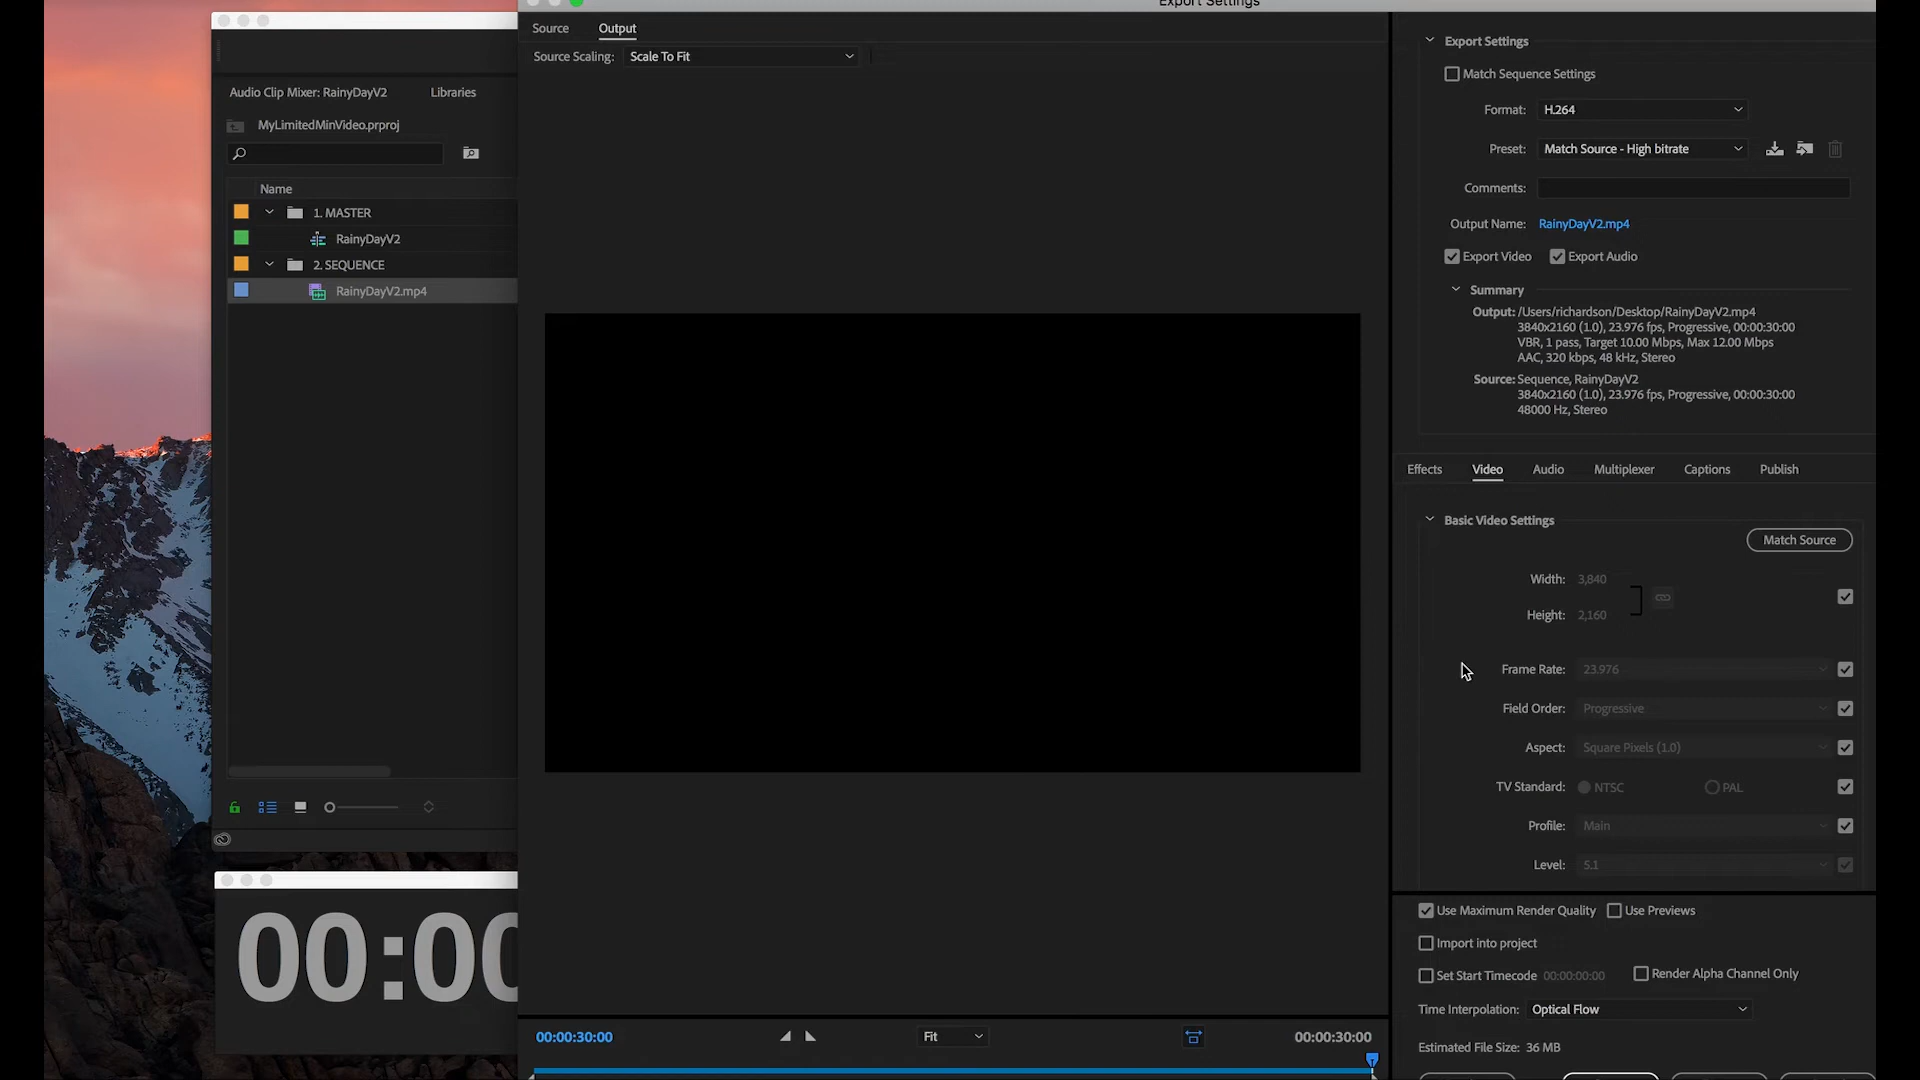 Export Settings
Source Output
Source Scaling: Scale To Fit
Audio Clip Mixer: RainyDayV2 Libraries
MyLimitedMinVideo.prproj
Name
1. MASTER
RainyDayV2
2. SEQUENCE
RainyDayV2.mp4
00:00
00:00:30:00 Fit 00:00:30:00
Export Settings
Match Sequence Settings
Format: H.264
Preset: Match Source - High bitrate
Comments:
Output Name: RainyDayV2.mp4
Export Video Export Audio
Summary
Output: /Users/richardson/Desktop/RainyDayV2.mp4
3840x2160 (1.0), 23.976 fps, Progressive, 00:00:30:00
VBR, 1 pass, Target 10.00 Mbps, Max 12.00 Mbps
AAC, 320 kbps, 48 kHz, Stereo
Source: Sequence, RainyDayV2
3840x2160 (1.0), 23.976 fps, Progressive, 00:00:30:00
48000 Hz, Stereo
Effects Video Audio Multiplexer Captions Publish
Basic Video Settings
Match Source
Width: 3,840
Height: 2,160
Frame Rate: 23.976
Field Order: Progressive
Aspect: Square Pixels (1.0)
TV Standard: NTSC PAL
Profile: Main
Level: 5.1
Use Maximum Render Quality Use Previews
Import into project
Set Start Timecode 00:00:00:00 Render Alpha Channel Only
Time Interpolation: Optical Flow
Estimated File Size: 36 MB